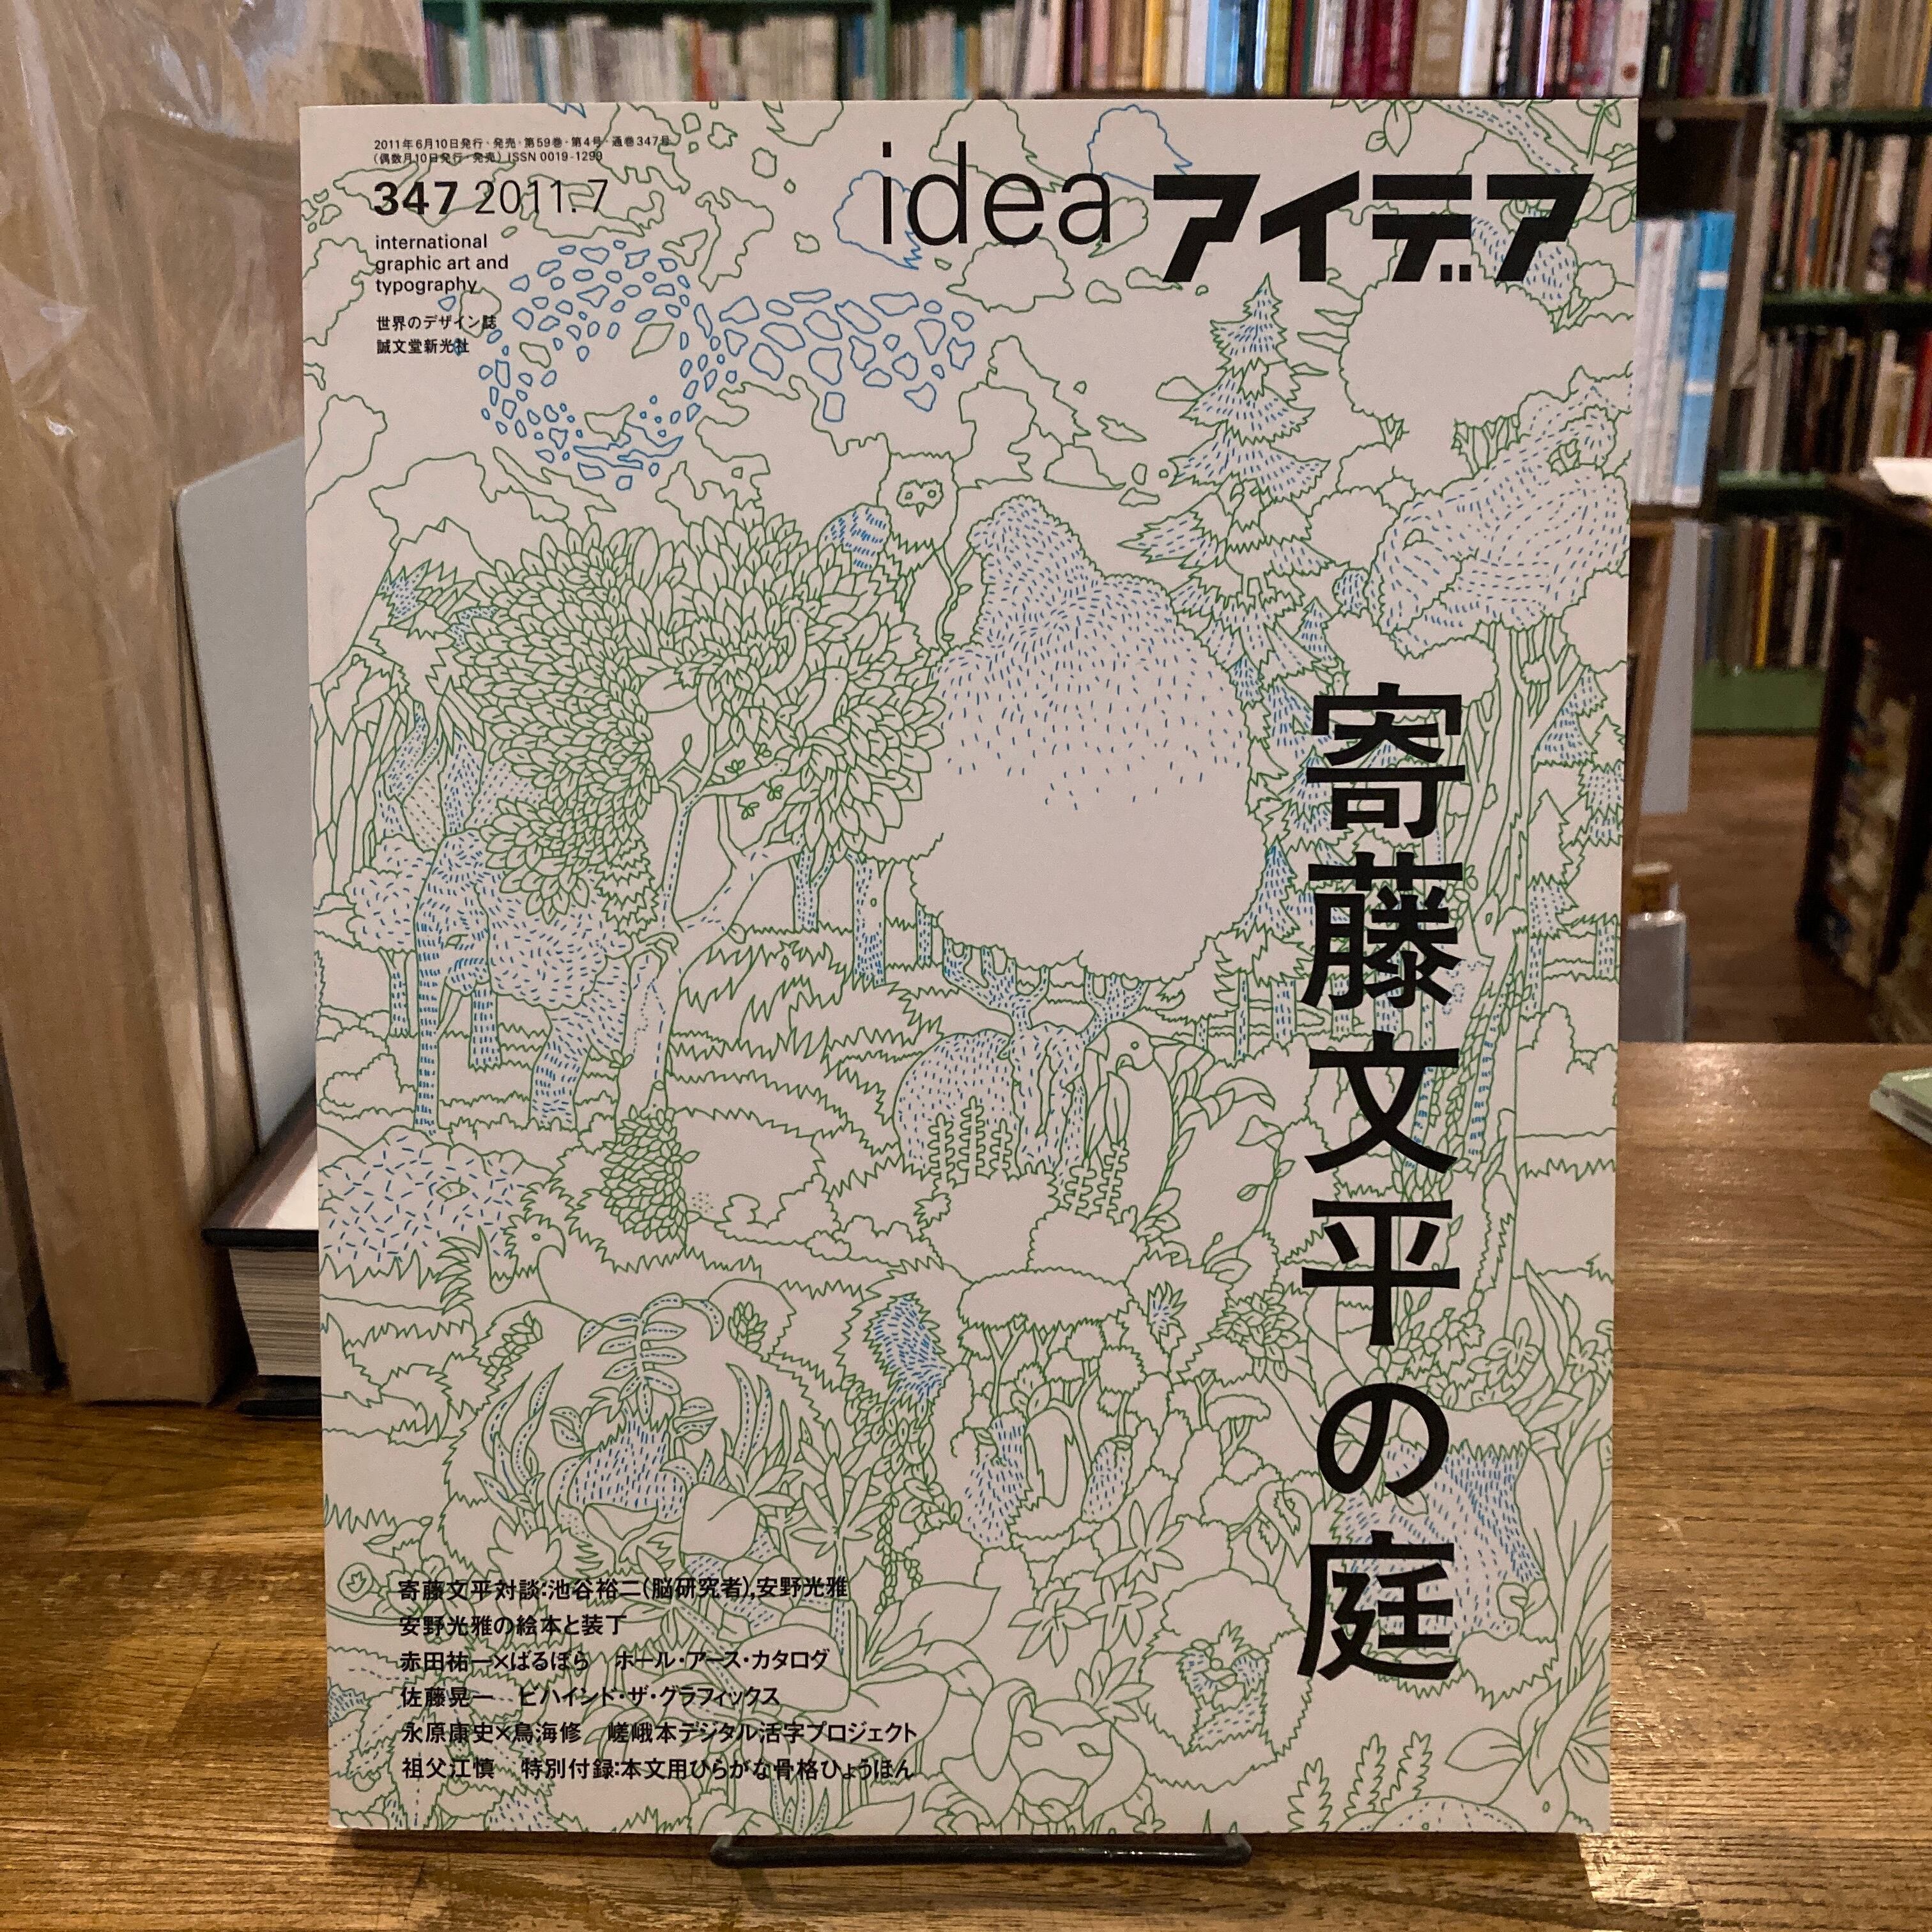 2011年6月10日発行・発売・第59巻・第4号・通巻347号
(偶数月10日発行・発売) ISSN 0019-1299
347 2011.7
idea アイデア
international
graphic art and
typography
世界のデザイン誌
誠文堂新光社
寄藤文平の庭
寄藤文平対談:池谷裕二(脳研究者),安野光雅
安野光雅の絵本と装丁
赤田祐一×ばるぼら ホール・アース・カタログ
佐藤晃一 ビハインド・ザ・グラフィックス
永原康史×鳥海修 嵯峨本デジタル活字プロジェクト
祖父江慎 特別付録:本文用ひらがな骨格ひょうほん